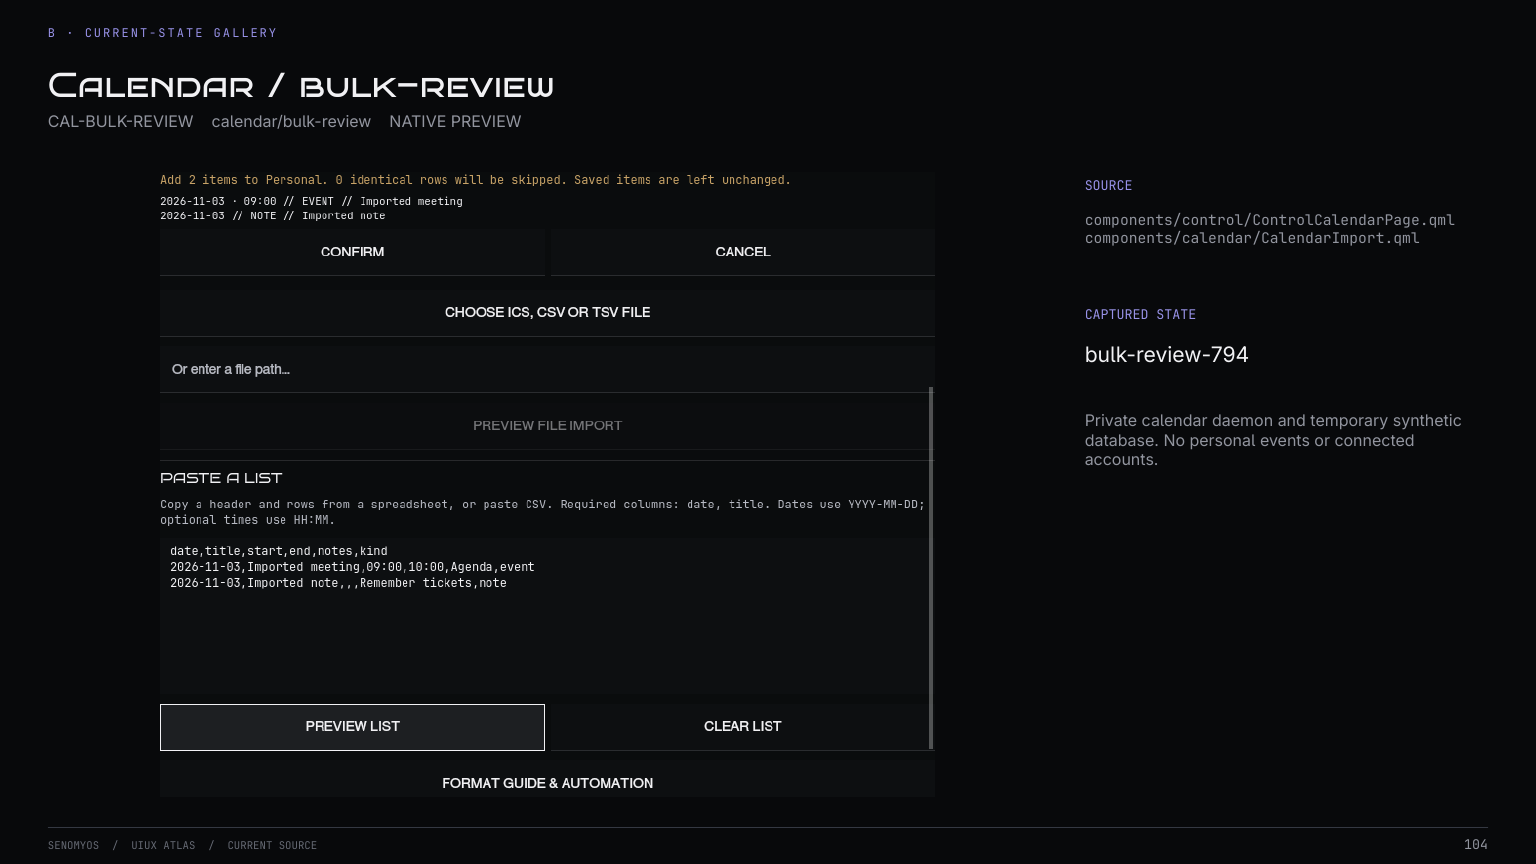 B · CURRENT-STATE GALLERY
CALENDAR / BULK-REVIEW
CAL-BULK-REVIEW calendar/bulk-review NATIVE PREVIEW
Add 2 items to Personal. 0 identical rows will be skipped. Saved items are left unchanged.
2026-11-03 · 09:00 // EVENT // Imported meeting
2026-11-03 // NOTE // Imported note
CONFIRM
CANCEL
CHOOSE ICS, CSV OR TSV FILE
Or enter a file path...
PREVIEW FILE IMPORT
PASTE A LIST
Copy a header and rows from a spreadsheet, or paste CSV. Required columns: date, title. Dates use YYYY-MM-DD;
optional times use HH:MM.
date,title,start,end,notes,kind
2026-11-03,Imported meeting,09:00,10:00,Agenda,event
2026-11-03,Imported note,,,Remember tickets,note
PREVIEW LIST
CLEAR LIST
FORMAT GUIDE & AUTOMATION
SOURCE
components/control/ControlCalendarPage.qml
components/calendar/CalendarImport.qml
CAPTURED STATE
bulk-review-794
Private calendar daemon and temporary synthetic
database. No personal events or connected
accounts.
SENOMYOS / UIUX ATLAS / CURRENT SOURCE
104